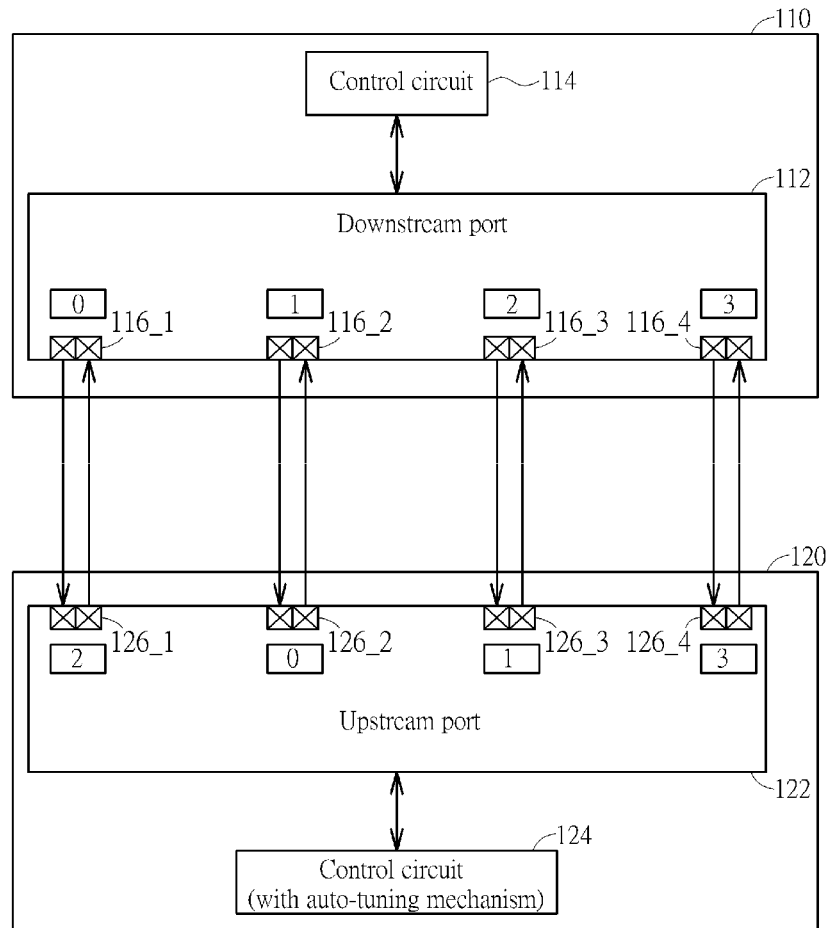 110
Control circuit
114
112
Downstream port
0 1 2 3
116_1 116_2 116_3 116_4
120
126_1 126_2 126_3 126_4
2 0 1 3
Upstream port
122
124
Control circuit
(with auto-tuning mechanism)